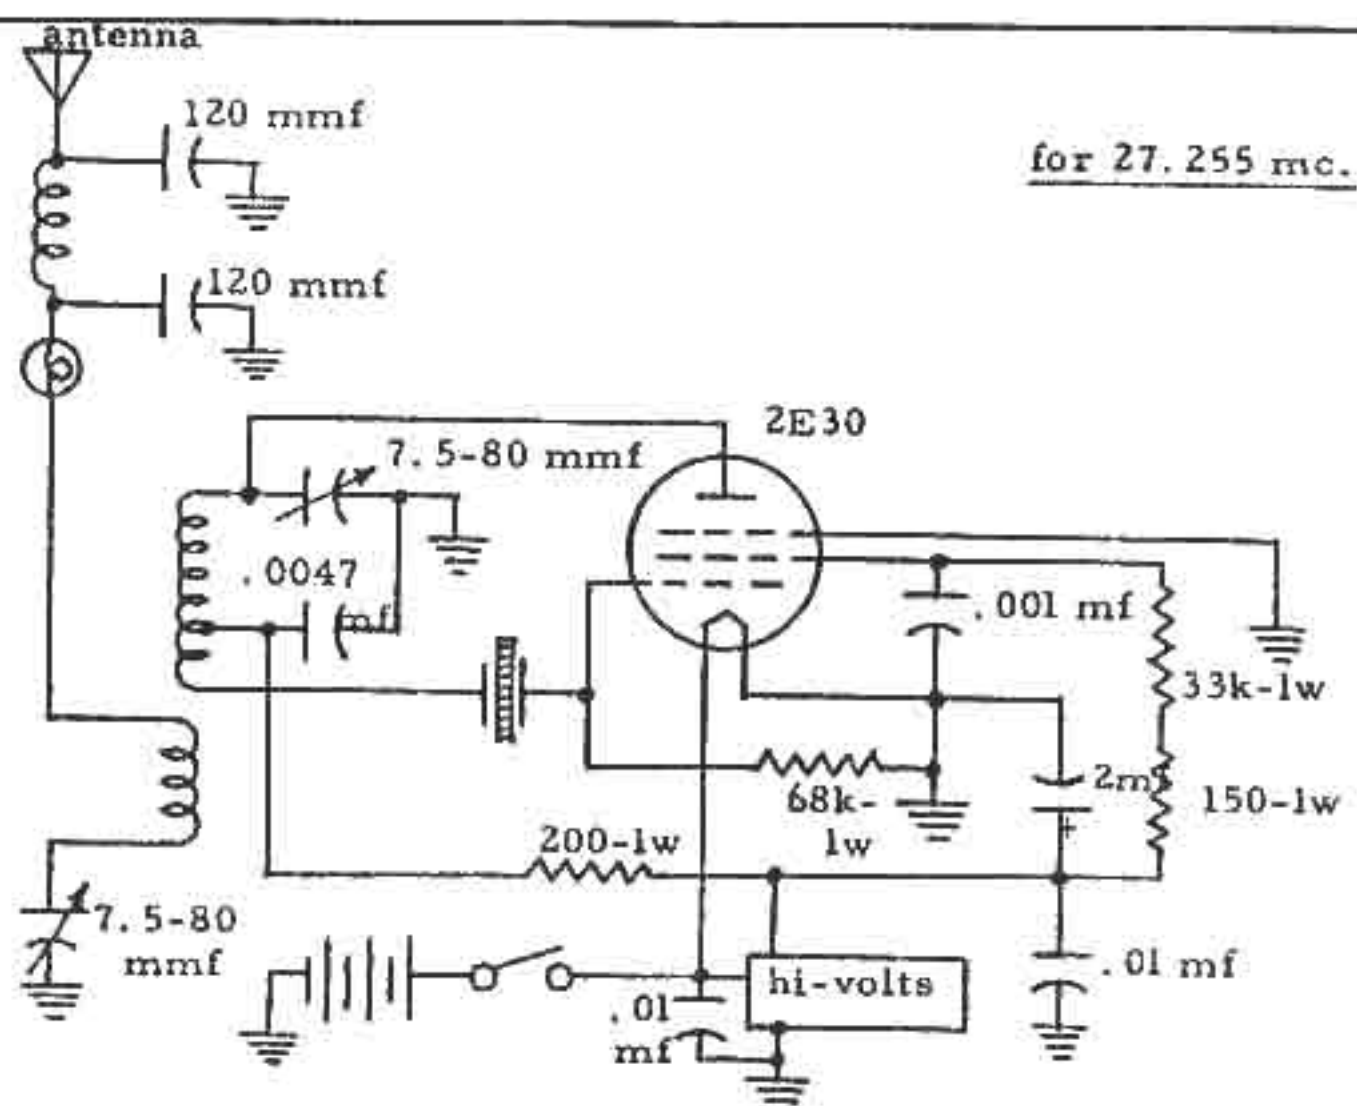 antenna
120 mmf
for 27.255 mc.
120 mmf
2E30
7.5-80 mmf
.0047
mf
.001 mf
33k-1w
2mf
150-1w
68k-
1w
200-1w
7.5-80
mmf
hi-volts
.01 mf
.01
mf
+